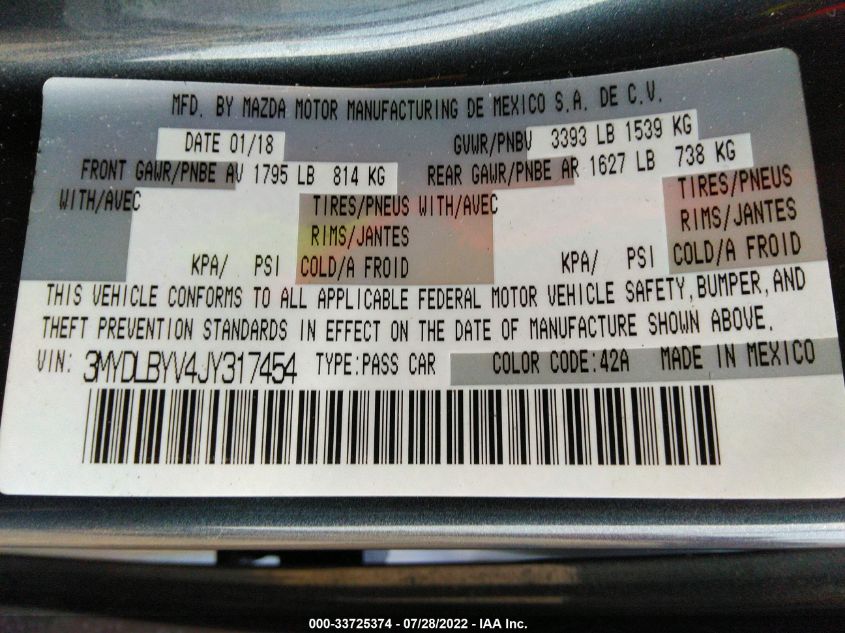 MFD. BY MAZDA MOTOR MANUFACTURING DE MEXICO S.A. DE C.V.
DATE 01/18 GVWR/PNBV 3393 LB 1539 KG
FRONT GAWR/PNBE AV 1795 LB 814 KG REAR GAWR/PNBE AR 1627 LB 738 KG
WITH/AVEC TIRES/PNEUS WITH/AVEC TIRES/PNEUS
RIMS/JANTES RIMS/JANTES
KPA/ PSI COLD/A FROID KPA/ PSI COLD/A FROID
THIS VEHICLE CONFORMS TO ALL APPLICABLE FEDERAL MOTOR VEHICLE SAFETY, BUMPER, AND
THEFT PREVENTION STANDARDS IN EFFECT ON THE DATE OF MANUFACTURE SHOWN ABOVE.
VIN: 3MYDLBYV4JY317454 TYPE:PASS CAR COLOR CODE:42A MADE IN MEXICO
000-33725374 - 07/28/2022 - IAA Inc.